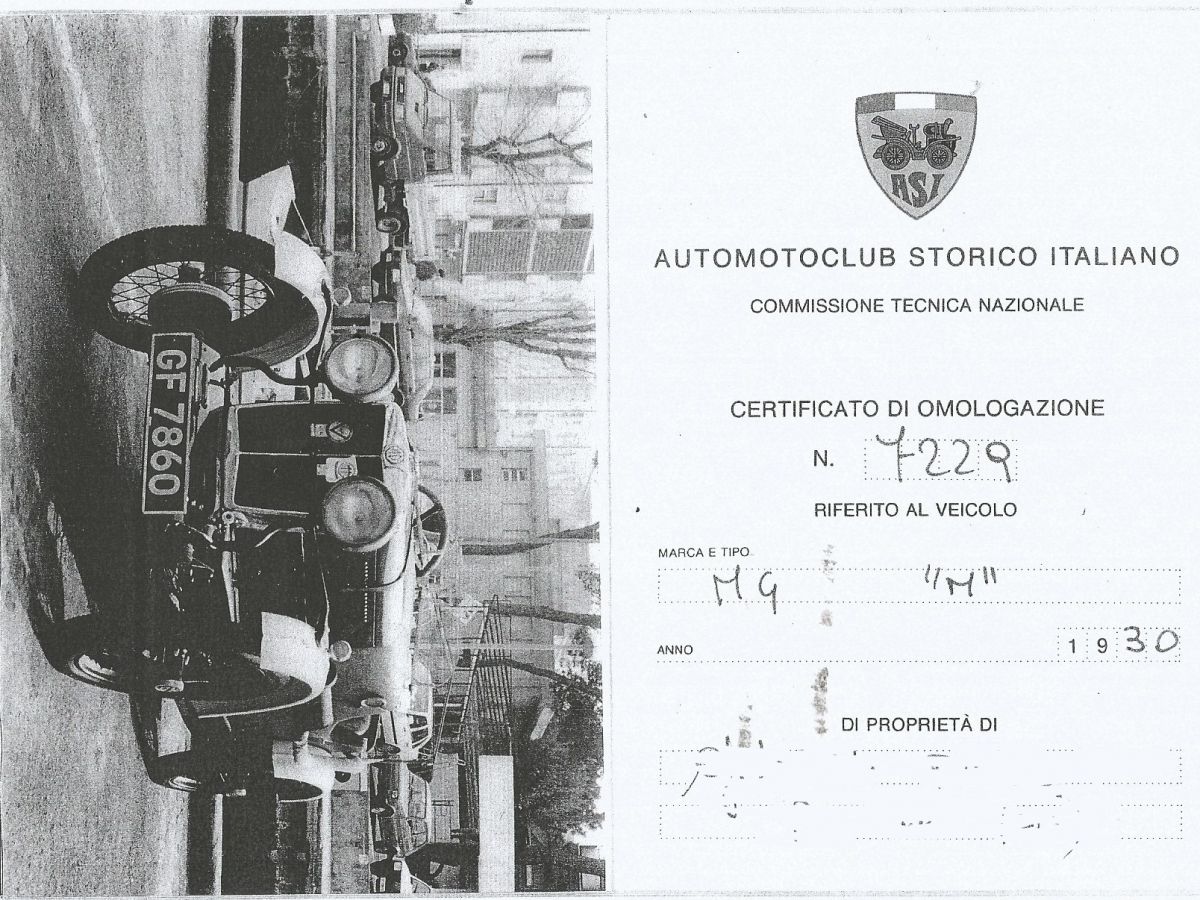 GF 7860
ASI
AUTOMOTOCLUB STORICO ITALIANO
COMMISSIONE TECNICA NAZIONALE
CERTIFICATO DI OMOLOGAZIONE
N. 7229
RIFERITO AL VEICOLO
MARCA E TIPO
MG "M"
ANNO 1930
DI PROPRIETÀ DI